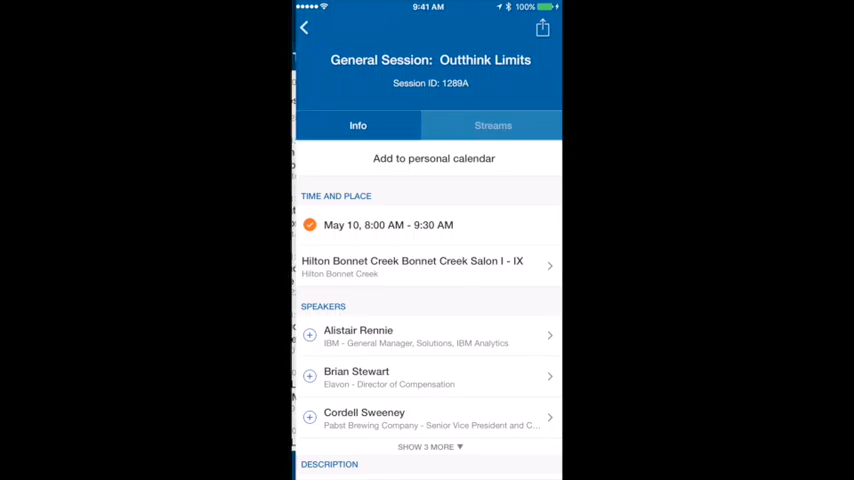 9:41 AM
100%
General Session: Outthink Limits
Session ID: 1289A
Info
Streams
Add to personal calendar
TIME AND PLACE
May 10, 8:00 AM - 9:30 AM
Hilton Bonnet Creek Bonnet Creek Salon I - IX
Hilton Bonnet Creek
SPEAKERS
Alistair Rennie
IBM - General Manager, Solutions, IBM Analytics
Brian Stewart
Elavon - Director of Compensation
Cordell Sweeney
Pabst Brewing Company - Senior Vice President and C...
SHOW 3 MORE ▼
DESCRIPTION